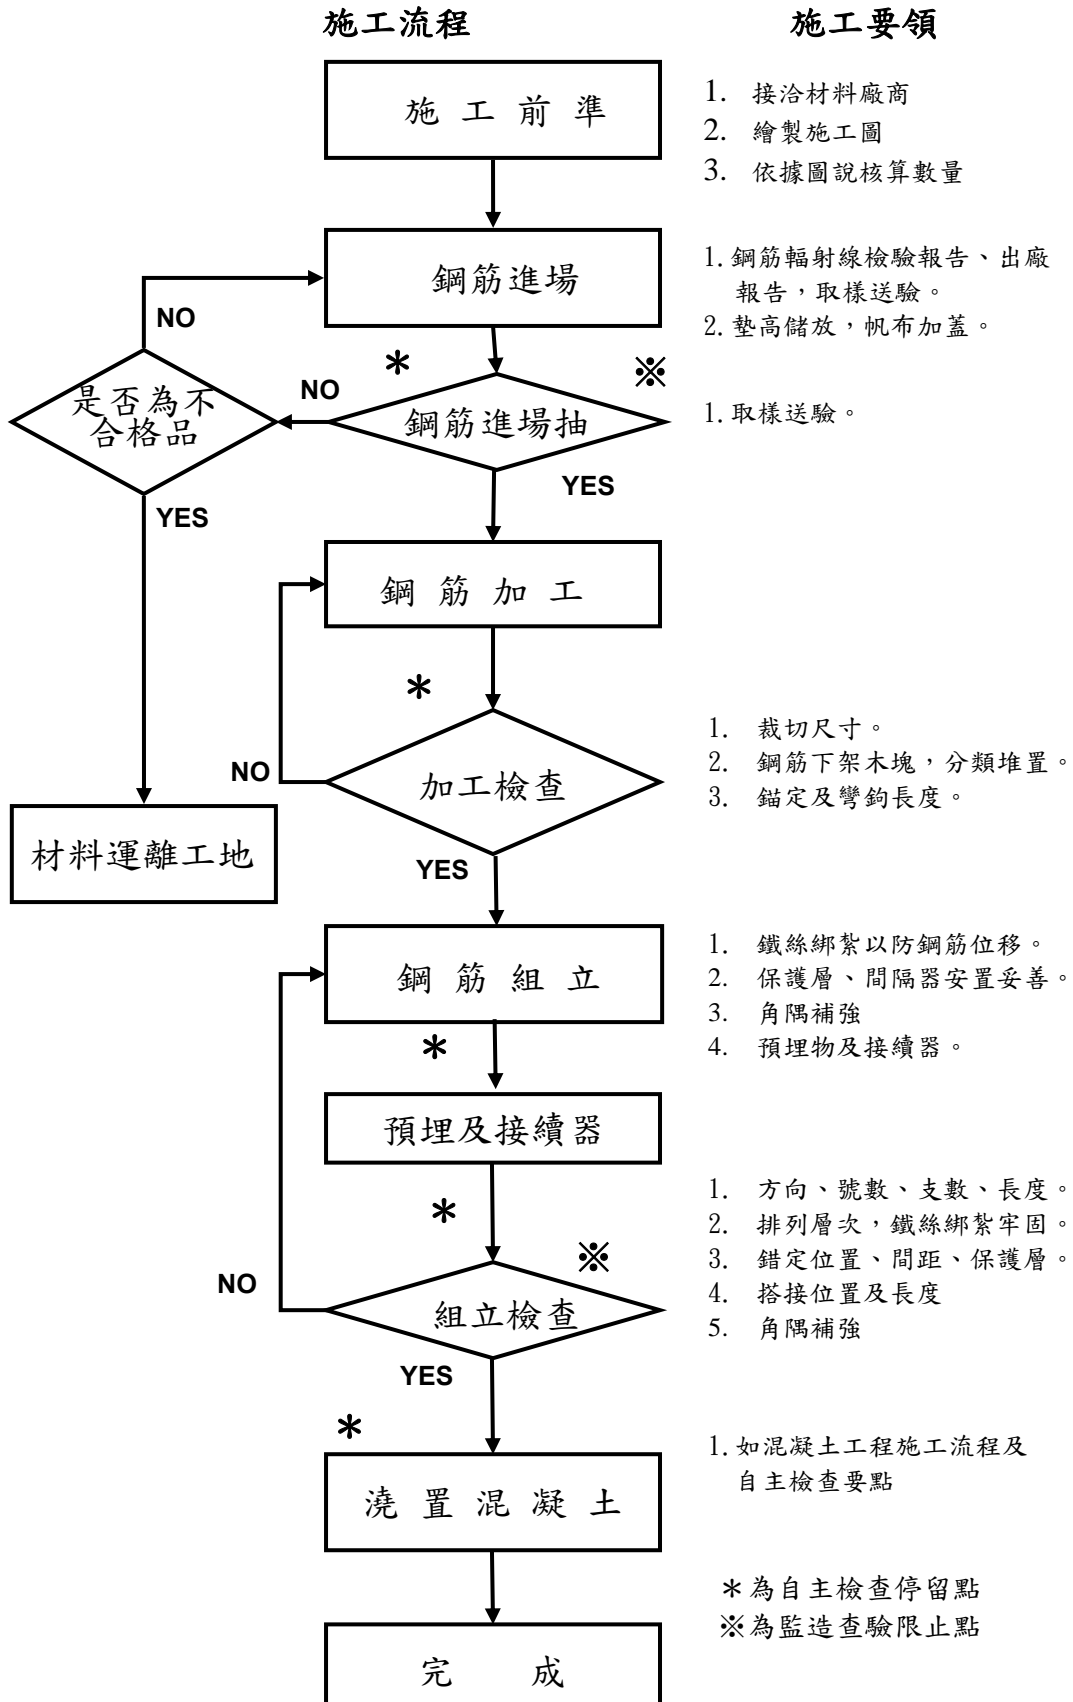 施工流程
施工要領
施 工 前 準
1. 接洽材料廠商
2. 繪製施工圖
3. 依據圖說核算數量
鋼筋進場
1. 鋼筋輻射線檢驗報告、出廠
報告，取樣送驗。
2. 墊高儲放，帆布加蓋。
NO
＊
※
是否為不
合格品
NO
鋼筋進場抽
1. 取樣送驗。
YES
YES
鋼 筋 加 工
＊
NO
加工檢查
1. 裁切尺寸。
2. 鋼筋下架木塊，分類堆置。
3. 錨定及彎鉤長度。
材料運離工地
YES
鋼 筋 組 立
1. 鐵絲綁紮以防鋼筋位移。
2. 保護層、間隔器安置妥善。
3. 角隅補強
4. 預埋物及接續器。
＊
預埋及接續器
＊
※
NO
組立檢查
1. 方向、號數、支數、長度。
2. 排列層次，鐵絲綁紮牢固。
3. 錯定位置、間距、保護層。
4. 搭接位置及長度
5. 角隅補強
YES
＊
澆 置 混 凝 土
1. 如混凝土工程施工流程及
自主檢查要點
＊為自主檢查停留點
※為監造查驗限止點
完 成